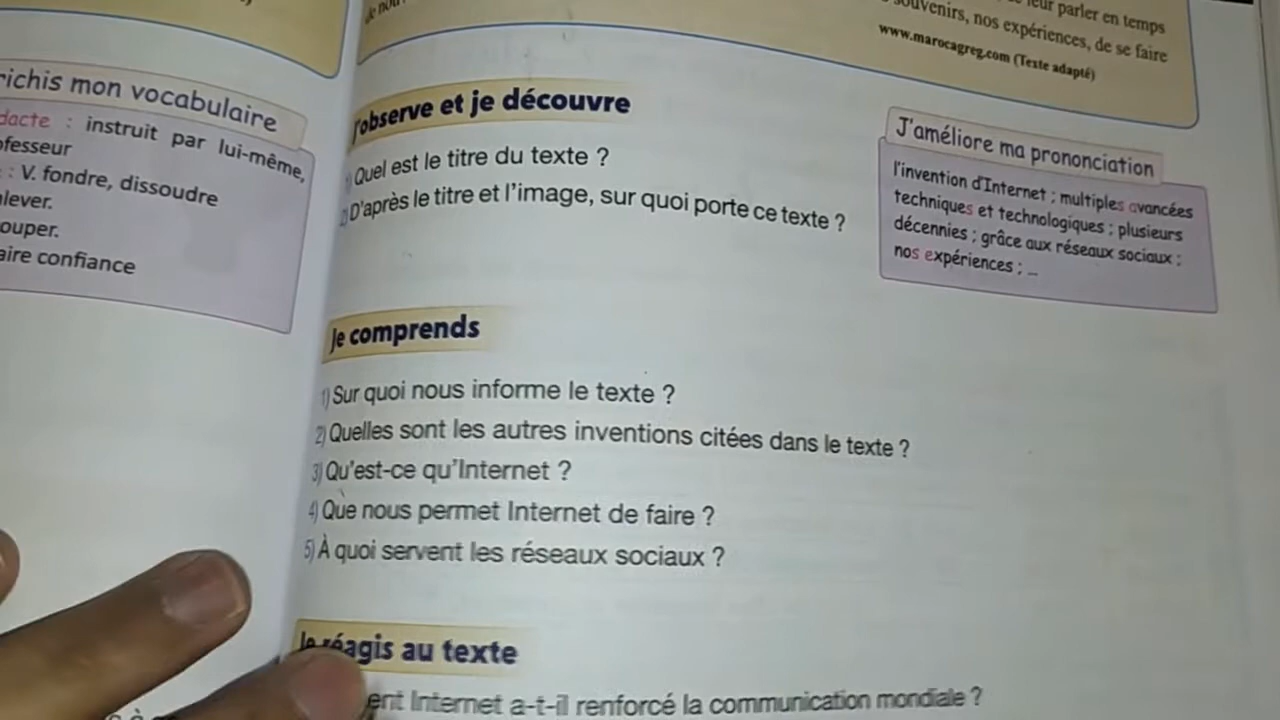 leur parler en temps
souvenirs, nos expériences, de se faire
www.marocagreg.com (Texte adapté)
richis mon vocabulaire
dacte : instruit par lui-même,
ofesseur
: V. fondre, dissoudre
lever.
ouper.
aire confiance
J'observe et je découvre
1) Quel est le titre du texte ?
2) D'après le titre et l'image, sur quoi porte ce texte ?
J'améliore ma prononciation
l'invention d'Internet ; multiples avancées
techniques et technologiques ; plusieurs
décennies ; grâce aux réseaux sociaux ;
nos expériences ; ...
Je comprends
1) Sur quoi nous informe le texte ?
2) Quelles sont les autres inventions citées dans le texte ?
3) Qu'est-ce qu'Internet ?
4) Que nous permet Internet de faire ?
5) À quoi servent les réseaux sociaux ?
Je réagis au texte
ent Internet a-t-il renforcé la communication mondiale ?